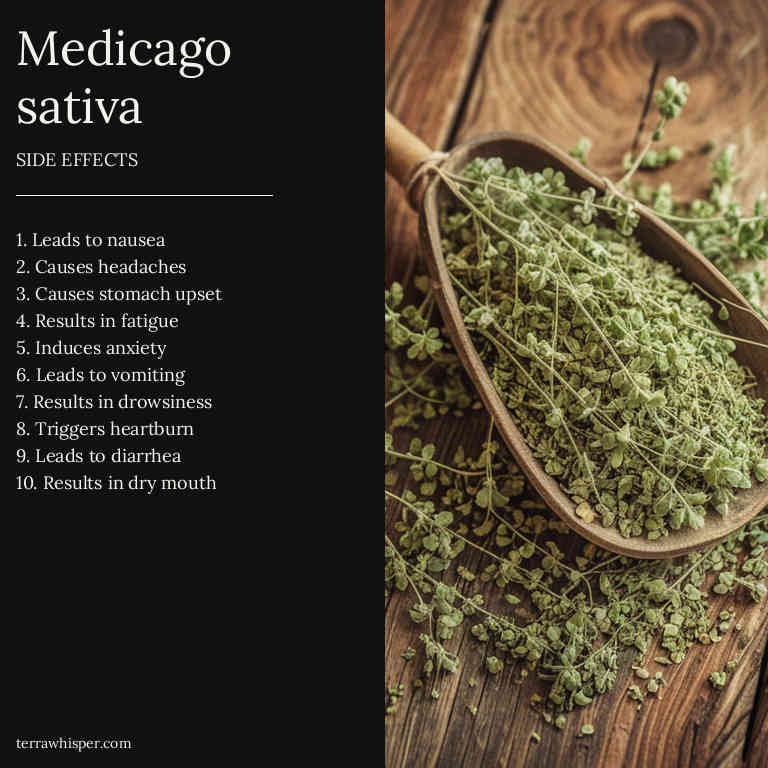 Medicago
sativa
SIDE EFFECTS
1. Leads to nausea
2. Causes headaches
3. Causes stomach upset
4. Results in fatigue
5. Induces anxiety
6. Leads to vomiting
7. Results in drowsiness
8. Triggers heartburn
9. Leads to diarrhea
10. Results in dry mouth
terrawhisper.com